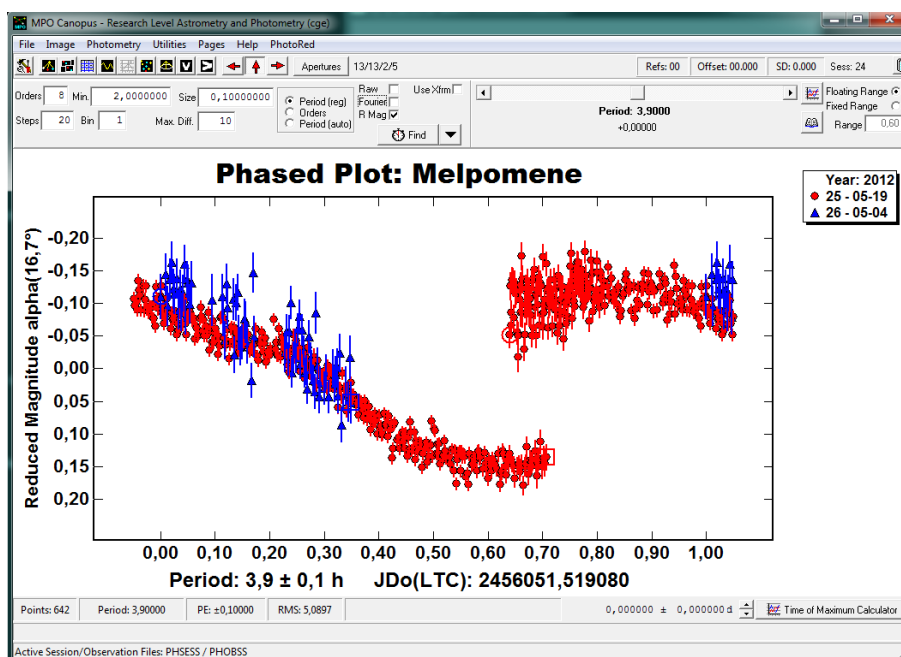 MPO Canopus - Research Level Astrometry and Photometry (cge)
File Image Photometry Utilities Pages Help PhotoRed
Apertures 13/13/2/5 Refs: 00 Offset: 00.000 SD: 0.000 Sess: 24
Orders 8 Min. 2,0000000 Size 0,10000000
Steps 20 Bin 1 Max. Diff. 10
Period (reg)
Orders
Period (auto)
Raw Use Xfrm
Fourier
R Mag
Find
Period: 3,9000
+0,00000
Floating Range
Fixed Range
Range 0,60
Phased Plot: Melpomene
Year: 2012
25 - 05-19
26 - 05-04
Reduced Magnitude alpha(16,7°)
-0,20
-0,15
-0,10
-0,05
0,00
0,05
0,10
0,15
0,20
0,00 0,10 0,20 0,30 0,40 0,50 0,60 0,70 0,80 0,90 1,00
Period: 3,9 ± 0,1 h JDo(LTC): 2456051,519080
Points: 642 Period: 3,90000 PE: ±0,10000 RMS: 5,0897 0,000000 ± 0,000000 d Time of Maximum Calculator
Active Session/Observation Files: PHSESS / PHOBSS